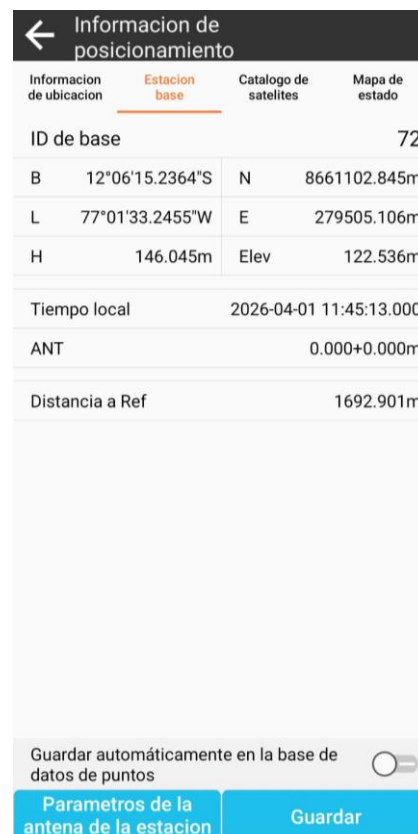 Informacion de
posicionamiento
Informacion
de ubicacion
Estacion
base
Catalogo de
satelites
Mapa de
estado
ID de base 72
B 12°06'15.2364"S N 8661102.845m
L 77°01'33.2455"W E 279505.106m
H 146.045m Elev 122.536m
Tiempo local 2026-04-01 11:45:13.000
ANT 0.000+0.000m
Distancia a Ref 1692.901m
Guardar automáticamente en la base de
datos de puntos
Parametros de la
antena de la estacion
Guardar